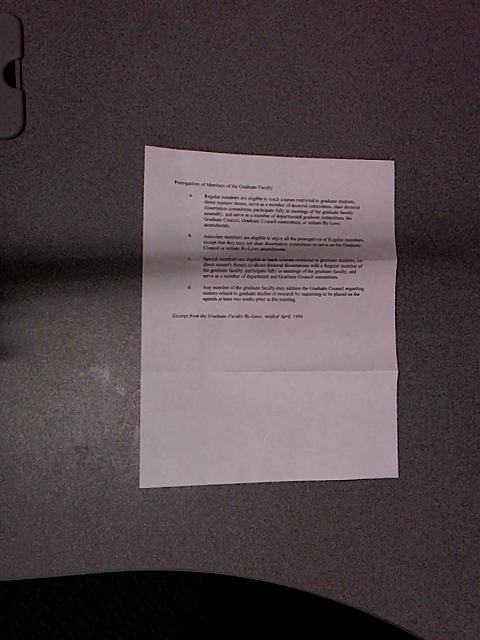 Prerogatives of Members of the Graduate Faculty
a. Regular members are eligible to teach courses restricted to graduate students,
direct masters' theses, serve as a member of doctoral committees, chair doctoral
dissertation committees, participate fully in meetings of the graduate faculty
assembly, and serve as a member of departmental graduate committees, the
Graduate Council, Graduate Council committees, or initiate By-Laws
amendments.
b. Associate members are eligible to enjoy all the prerogatives of Regular members,
except that they may not chair dissertation committees or serve on the Graduate
Council or initiate By-Laws amendments.
c. Special members are eligible to teach courses restricted to graduate students, co-
direct master's theses, co-direct doctoral dissertations with a Regular member of
the graduate faculty, participate fully in meetings of the graduate faculty, and
serve as a member of department and Graduate Council committees.
d. Any member of the graduate faculty may address the Graduate Council regarding
matters related to graduate studies or research by requesting to be placed on the
agenda at least two weeks prior to the meeting.
Excerpt from the Graduate Faculty By-Laws, ratified April, 1996